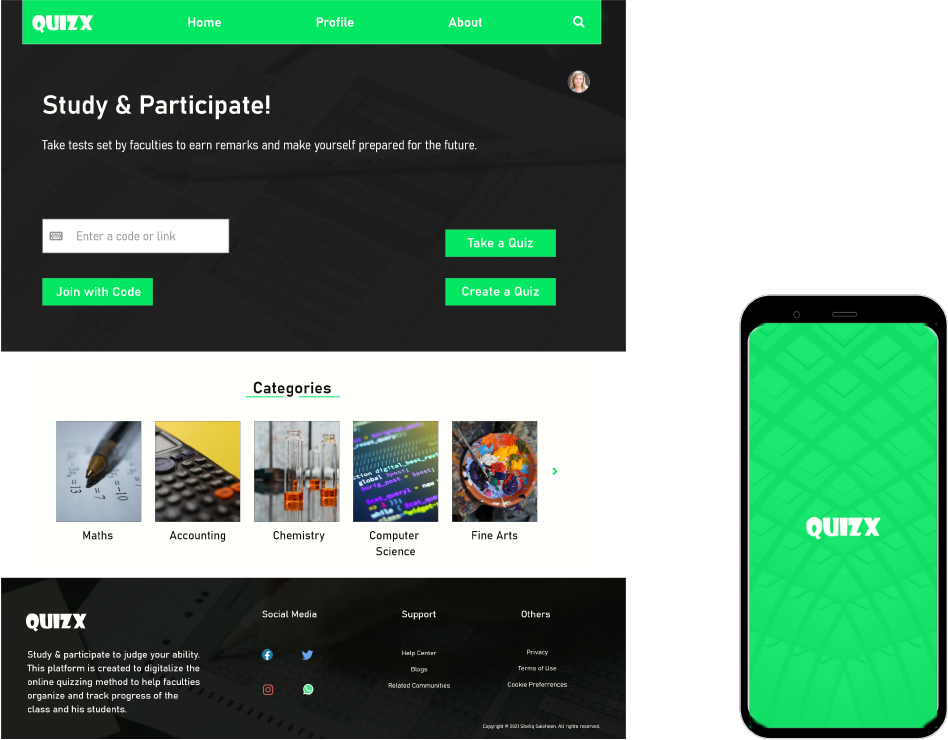 QUIZX
Home
Profile
About
Study & Participate!
Take tests set by faculties to earn remarks and make yourself prepared for the future.
Enter a code or link
Join with Code
Take a Quiz
Create a Quiz
Categories
Maths
Accounting
Chemistry
Computer
Science
Fine Arts
QUIZX
QUIZX
Study & participate to judge your ability.
This platform is created to digitalize the
online quizzing method to help faculties
organize and track progress of the
class and his students.
Social Media
Support
Help Center
Blogs
Related Communities
Others
Privacy
Terms of Use
Cookie Preferrences
Copyright © 2021 Shafiq Saloheen. All rights reserved.